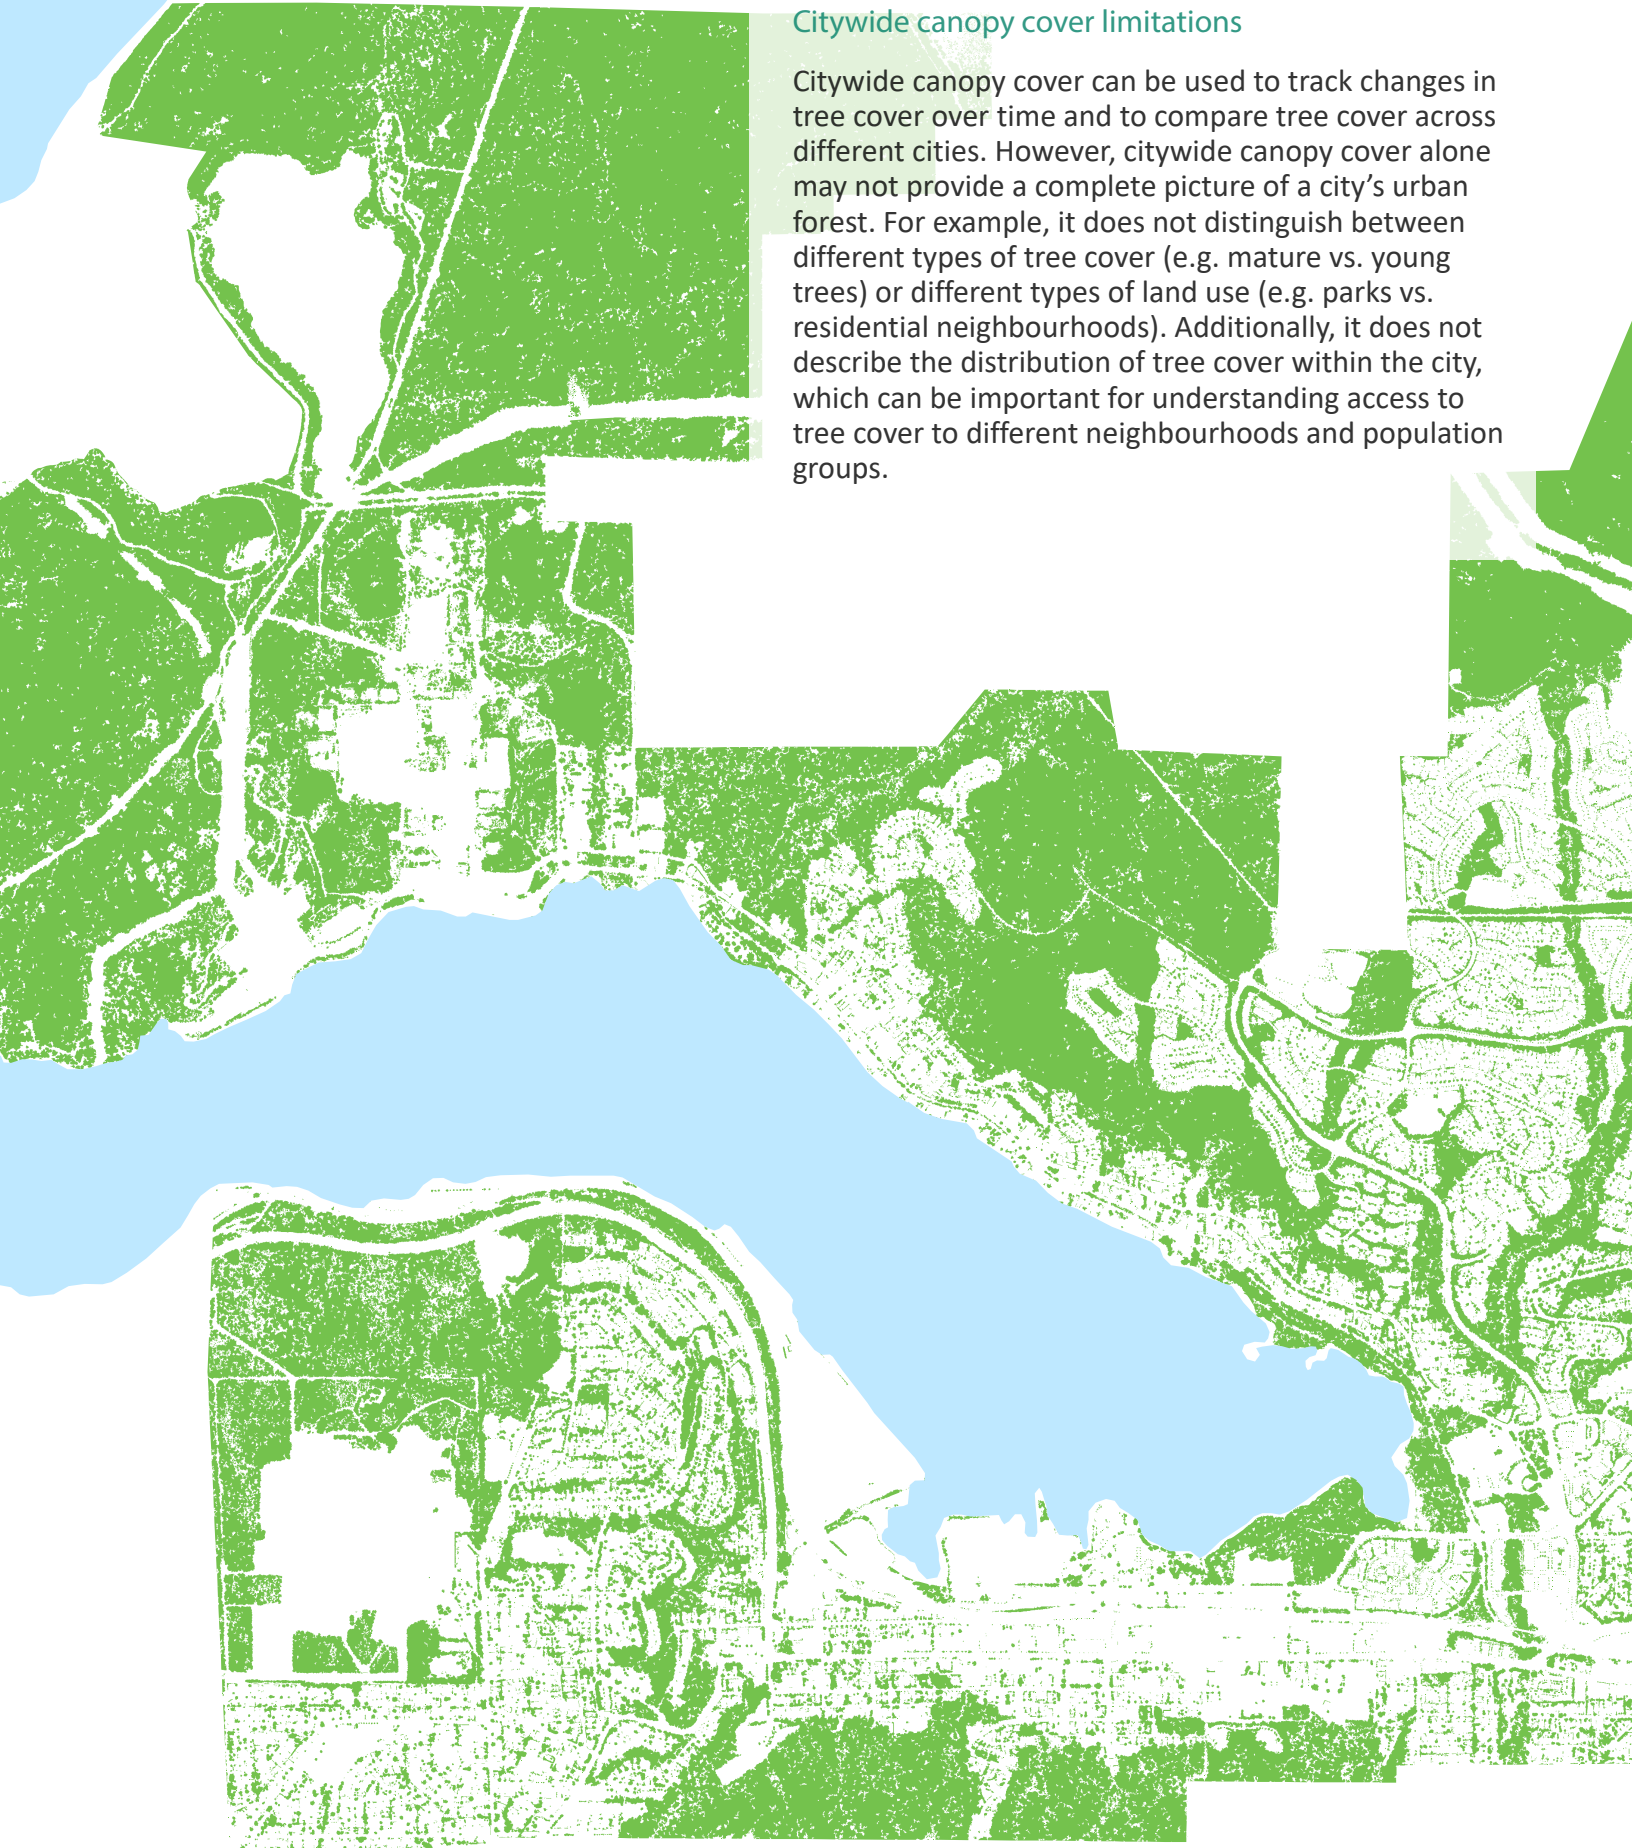 Citywide canopy cover limitations
Citywide canopy cover can be used to track changes in
tree cover over time and to compare tree cover across
different cities. However, citywide canopy cover alone
may not provide a complete picture of a city’s urban
forest. For example, it does not distinguish between
different types of tree cover (e.g. mature vs. young
trees) or different types of land use (e.g. parks vs.
residential neighbourhoods). Additionally, it does not
describe the distribution of tree cover within the city,
which can be important for understanding access to
tree cover to different neighbourhoods and population
groups.